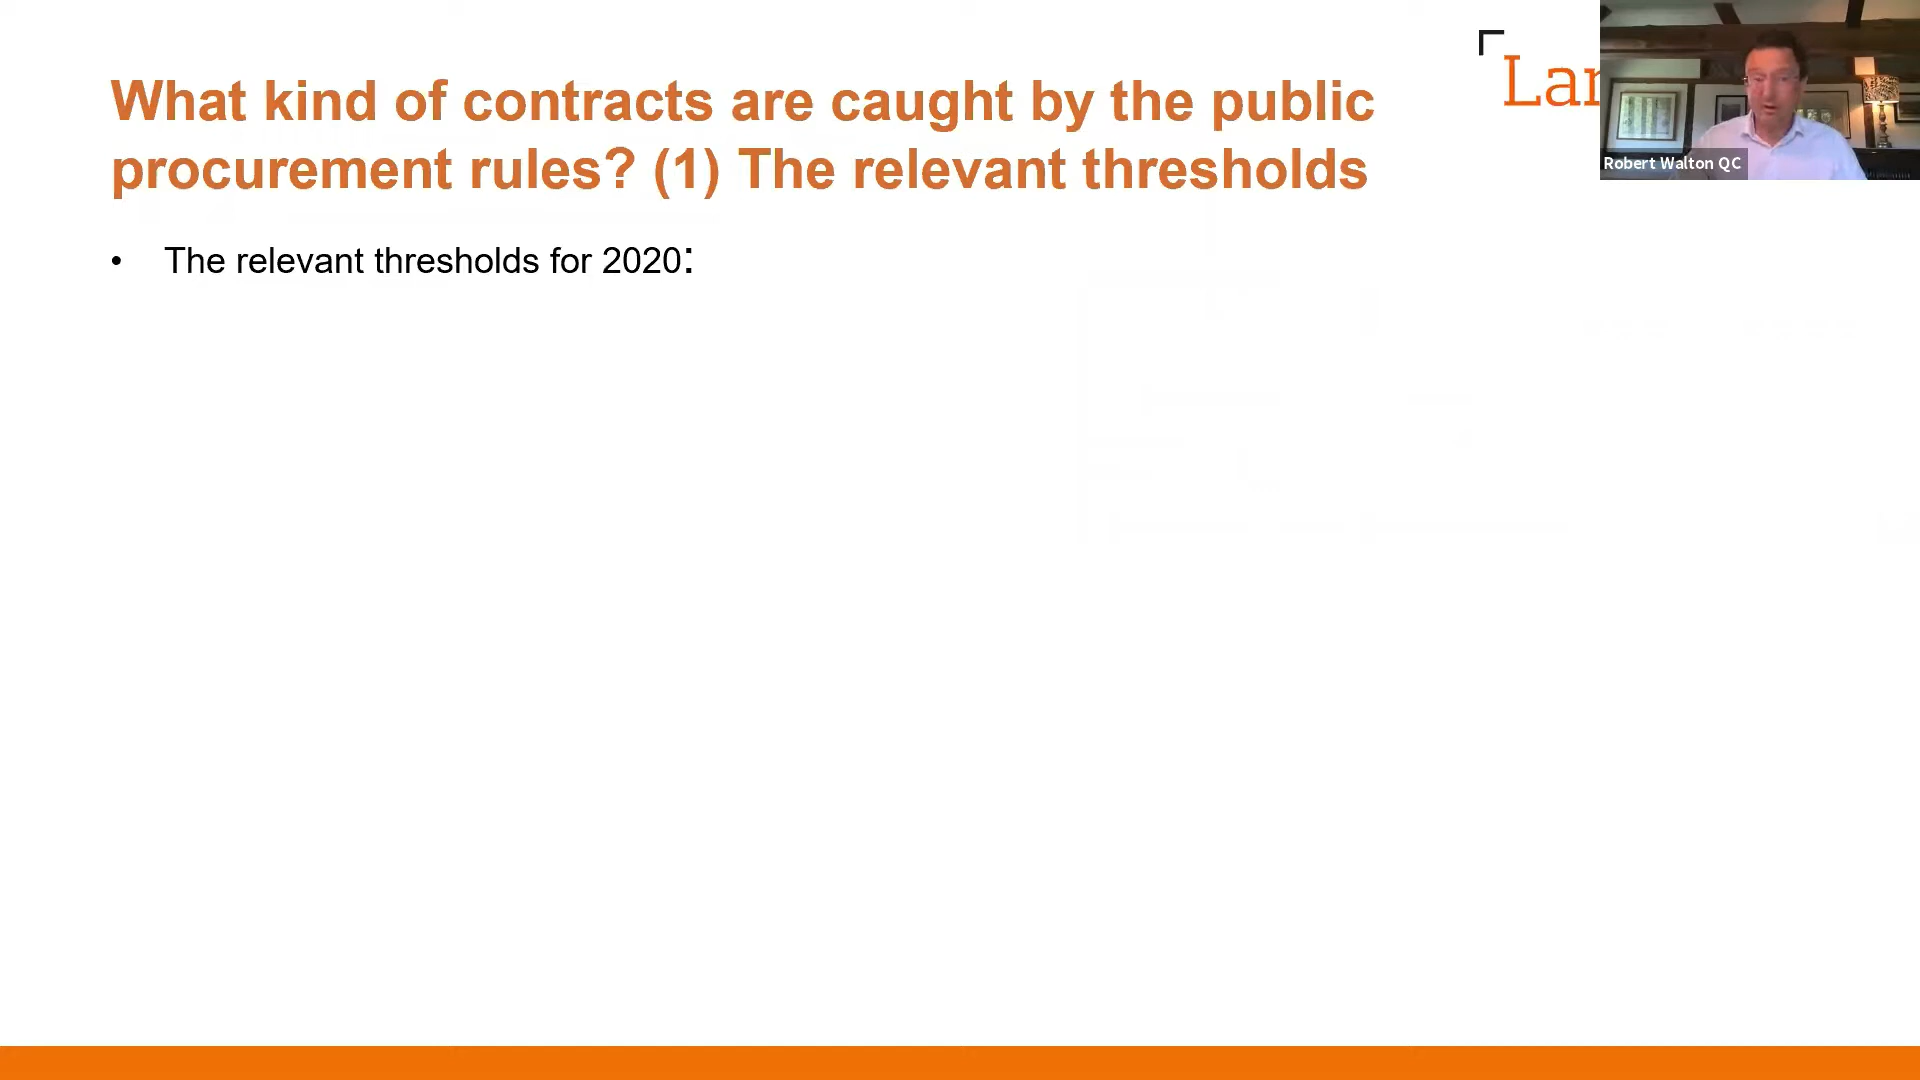 What kind of contracts are caught by the public
procurement rules? (1) The relevant thresholds
• The relevant thresholds for 2020:
Lan
Robert Walton QC